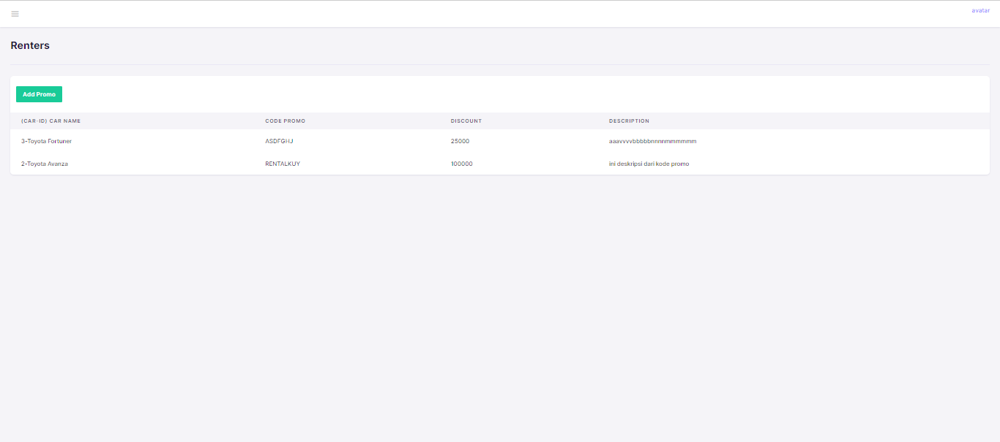 avatar
Renters
Add Promo
(CAR-ID) CAR NAME CODE PROMO DISCOUNT DESCRIPTION
3-Toyota Fortuner ASDFGHJ 25000 aaavvvvbbbbbnnnnmmmmmm
2-Toyota Avanza RENTALKUY 100000 ini deskripsi dari kode promo